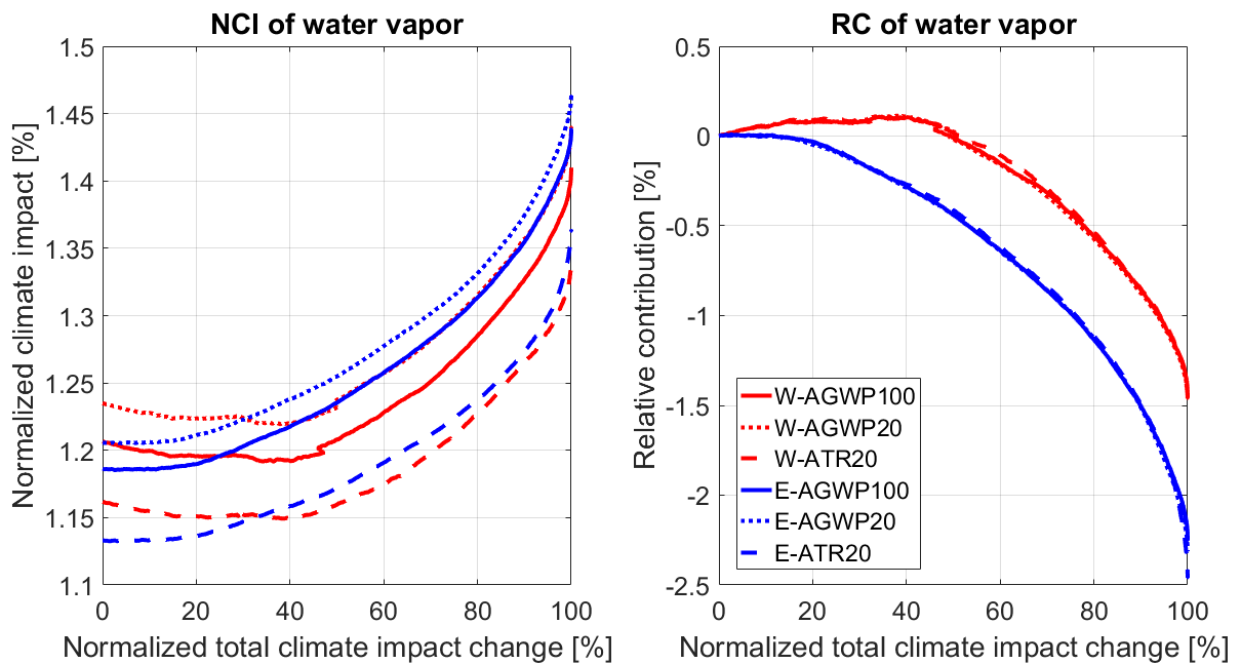 NCI of water vapor
1.5
1.45
1.4
1.35
1.3
1.25
1.2
1.15
1.1
0 20 40 60 80 100
Normalized climate impact [%]
Normalized total climate impact change [%]
RC of water vapor
0.5
0
-0.5
-1
-1.5
-2
-2.5
0 20 40 60 80 100
Relative contribution [%]
Normalized total climate impact change [%]
W-AGWP100
W-AGWP20
W-ATR20
E-AGWP100
E-AGWP20
E-ATR20